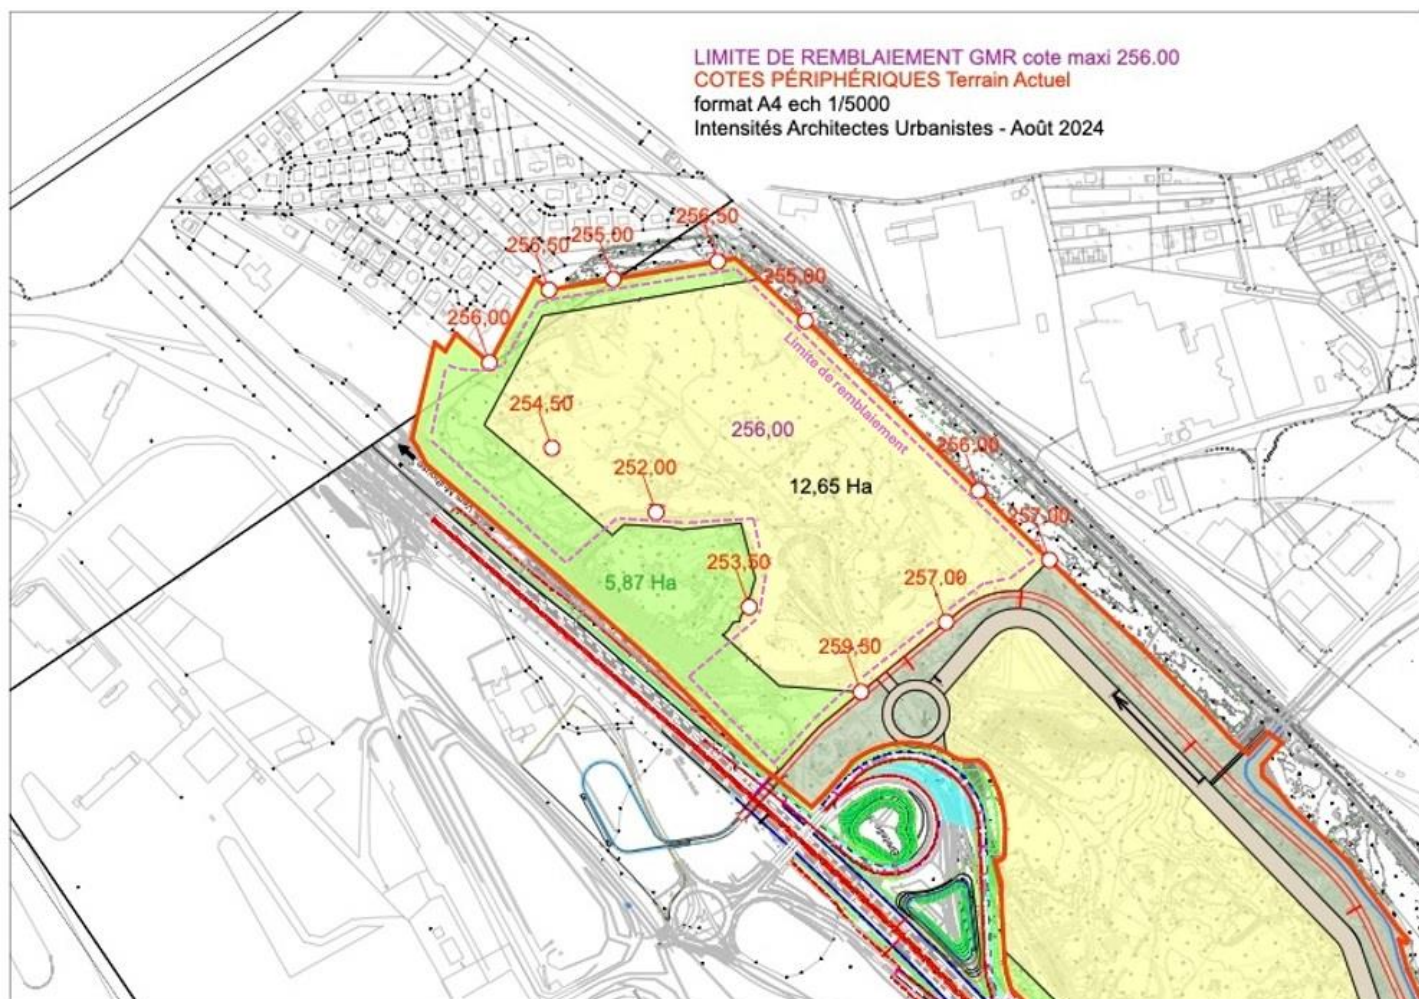 LIMITE DE REMBLAIEMENT GMR cote maxi 256.00
COTES PÉRIPHÉRIQUES Terrain Actuel
format A4 ech 1/5000
Intensités Architectes Urbanistes - Août 2024
256,50
256,50
255,00
255,00
256,00
Limite de remblaiement
254,50
256,00
256,00
252,00
12,65 Ha
257,00
253,50
5,87 Ha
257,00
259,50